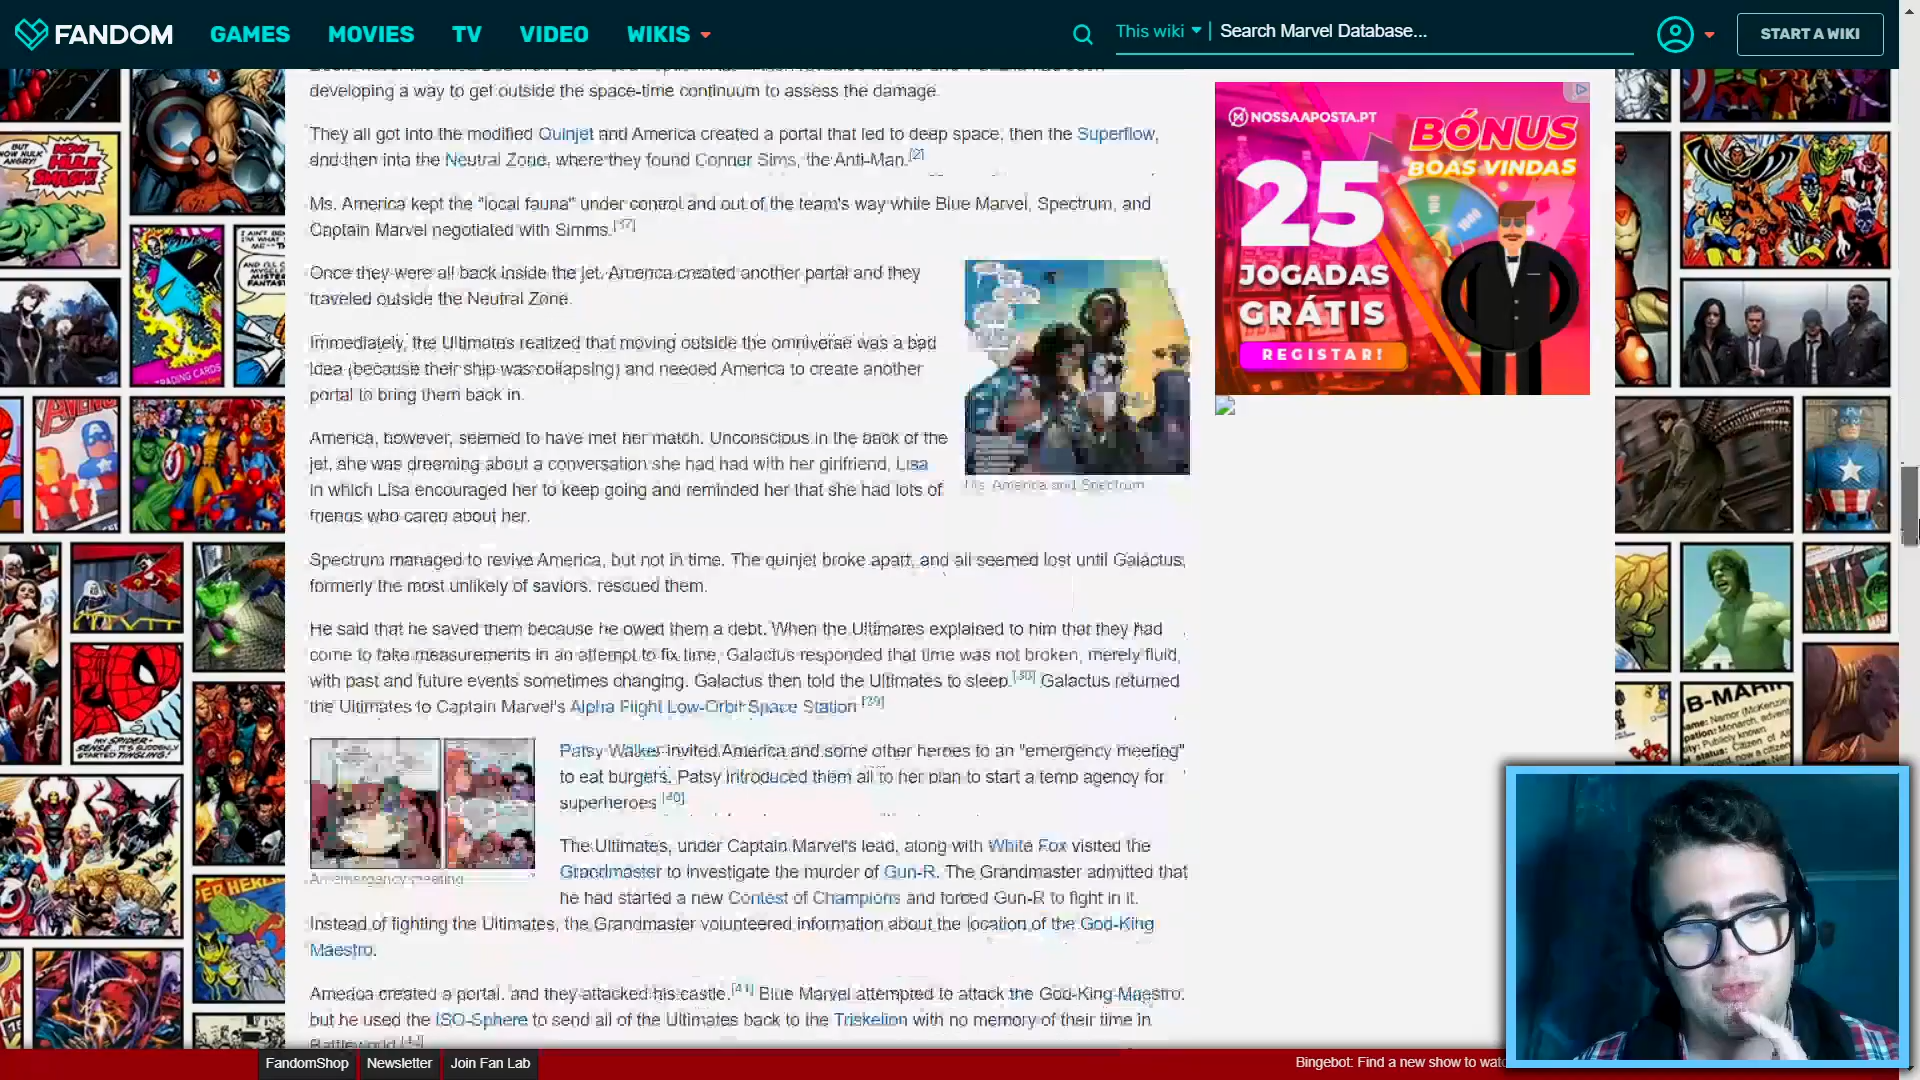 FANDOM GAMES MOVIES TV VIDEO WIKIS This wiki Search Marvel Database... START A WIKI
developing a way to get outside the space-time continuum to assess the damage.
They all got into the modified Quinjet and America created a portal that led to deep space, then the Superflow,
and then into the Neutral Zone, where they found Conner Sims, the Anti-Man.[2]
Ms. America kept the "local fauna" under control and out of the team's way while Blue Marvel, Spectrum, and
Captain Marvel negotiated with Simms.[37]
Once they were all back inside the jet, America created another portal and they
traveled outside the Neutral Zone.
Immediately, the Ultimates realized that moving outside the omniverse was a bad
idea (because their ship was collapsing) and needed America to create another
portal to bring them back in.
America, however, seemed to have met her match. Unconscious in the back of the
jet, she was dreaming about a conversation she had had with her girlfriend, Lisa
in which Lisa encouraged her to keep going and reminded her that she had lots of
friends who cared about her.
Ms. America and Spectrum
Spectrum managed to revive America, but not in time. The quinjet broke apart, and all seemed lost until Galactus,
formerly the most unlikely of saviors, rescued them.
He said that he saved them because he owed them a debt. When the Ultimates explained to him that they had
come to take measurements in an attempt to fix time, Galactus responded that time was not broken, merely fluid,
with past and future events sometimes changing. Galactus then told the Ultimates to sleep.[38] Galactus returned
the Ultimates to Captain Marvel's Alpha Flight Low-Orbit Space Station [39]
Patsy Walker invited America and some other heroes to an "emergency meeting"
to eat burgers. Patsy introduced them all to her plan to start a temp agency for
superheroes [40]
An emergency meeting
The Ultimates, under Captain Marvel's lead, along with White Fox visited the
Grandmaster to investigate the murder of Gun-R. The Grandmaster admitted that
he had started a new Contest of Champions and forced Gun-R to fight in it.
Instead of fighting the Ultimates, the Grandmaster volunteered information about the location of the God-King
Maestro.
America created a portal, and they attacked his castle.[41] Blue Marvel attempted to attack the God-King Maestro,
but he used the ISO-Sphere to send all of the Ultimates back to the Triskelion with no memory of their time in
NOSSAAPOSTA.PT
BÓNUS
BOAS VINDAS
25
JOGADAS
GRÁTIS
REGISTAR!
BUT
NOW HULK
ANGRY!
NOW
HULK
SMASH!
TRADING CARDS
MY SPIDER-
SENSE... IT'S SUDDENLY
STARTED TINGLING!
B-MARI
FandomShop Newsletter Join Fan Lab Bingebot: Find a new show to watc